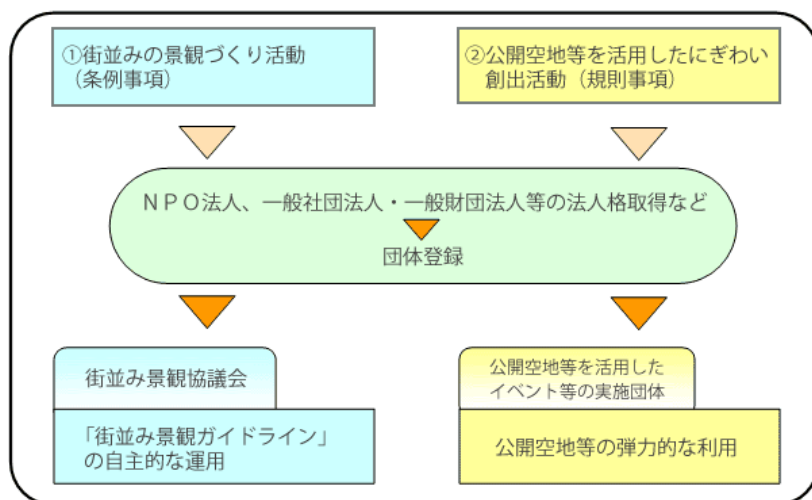 ①街並みの景観づくり活動
（条例事項）
②公開空地等を活用したにぎわい
創出活動（規則事項）
ＮＰＯ法人、一般社団法人・一般財団法人等の法人格取得など
団体登録
街並み景観協議会
「街並み景観ガイドライン」
の自主的な運用
公開空地等を活用した
イベント等の実施団体
公開空地等の弾力的な利用